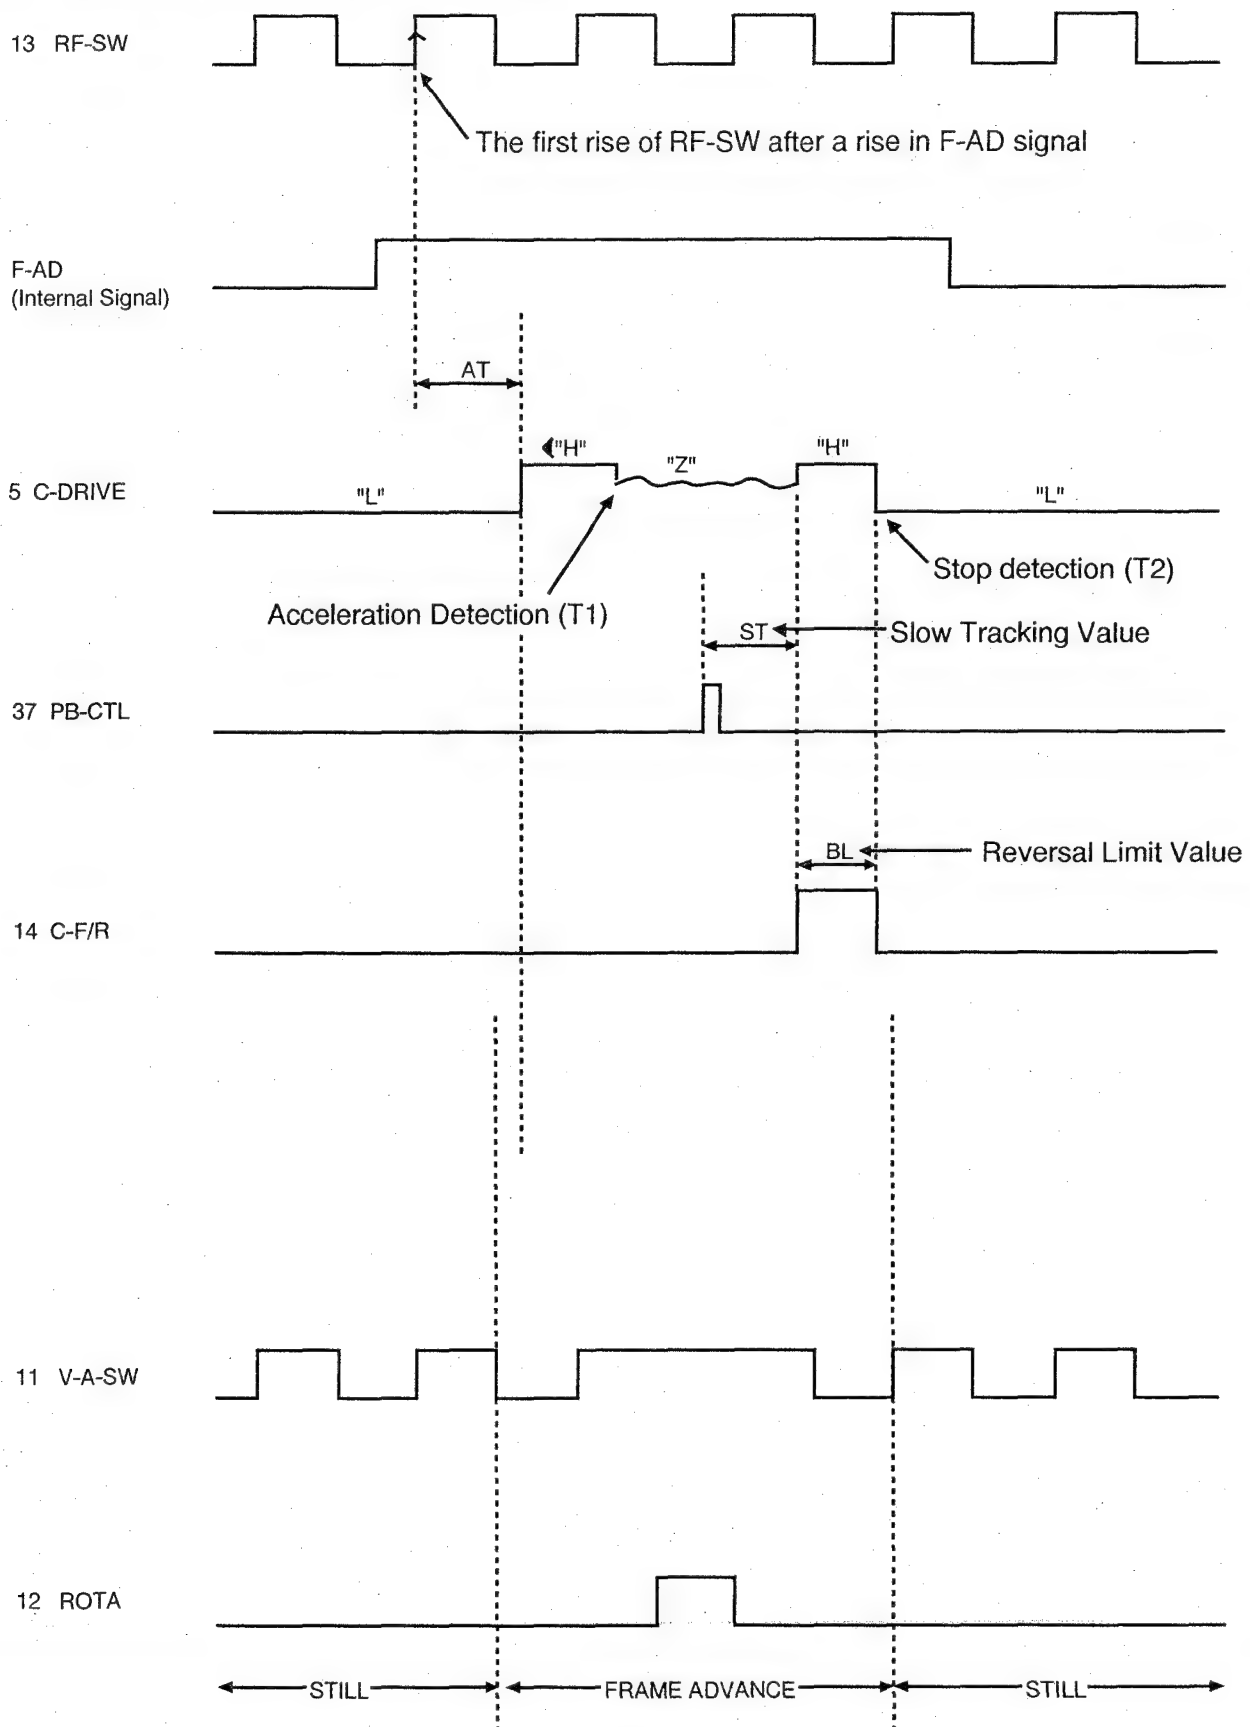 13 RF-SW
The first rise of RF-SW after a rise in F-AD signal
F-AD
(Internal Signal)
AT
"H"
"Z"
"H"
5 C-DRIVE
"L"
"L"
Stop detection (T2)
Acceleration Detection (T1)
ST
Slow Tracking Value
37 PB-CTL
BL
Reversal Limit Value
14 C-F/R
11 V-A-SW
12 ROTA
STILL
FRAME ADVANCE
STILL